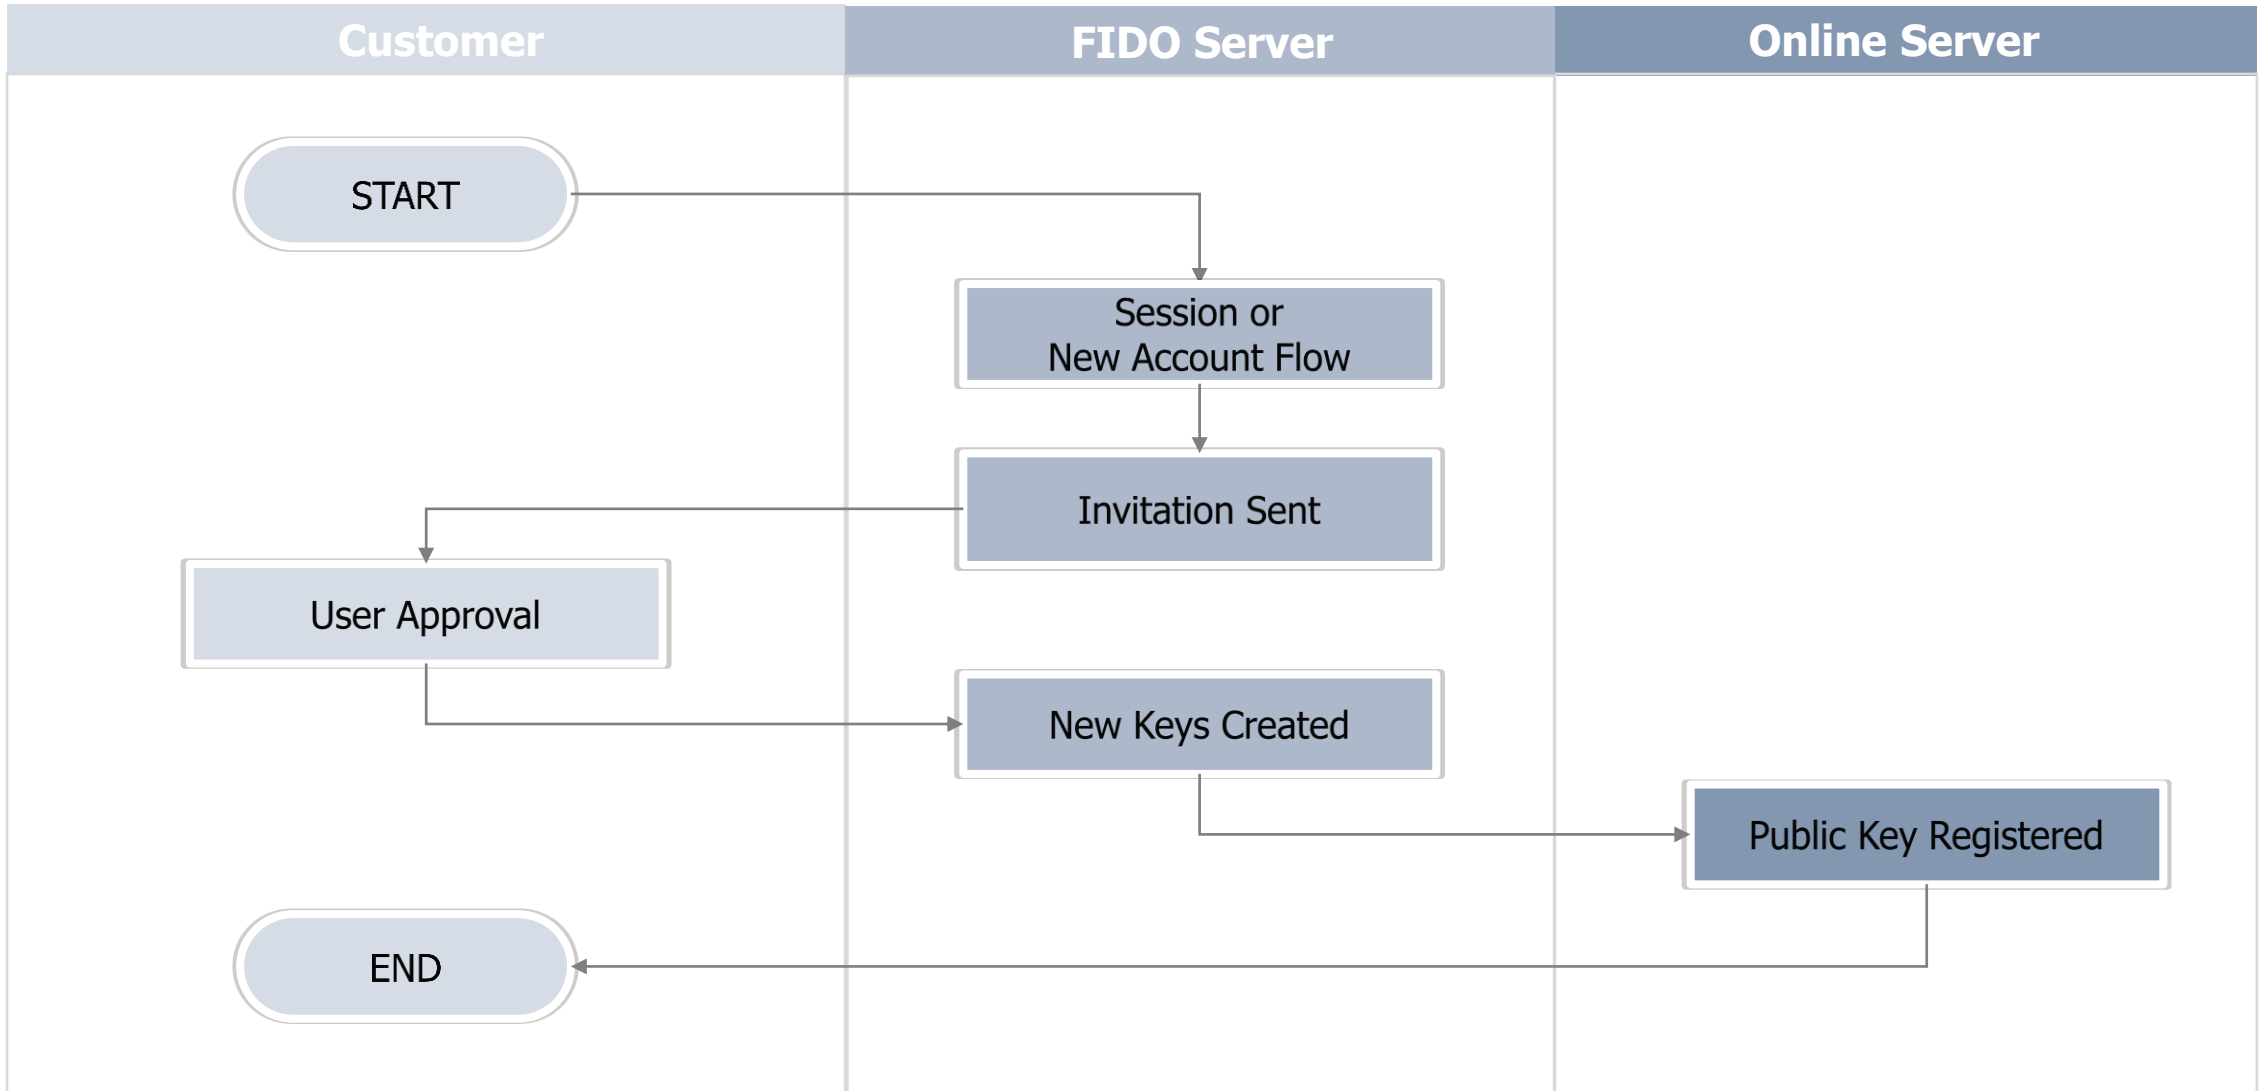 Customer
FIDO Server
Online Server
START
Session or
New Account Flow
Invitation Sent
User Approval
New Keys Created
Public Key Registered
END